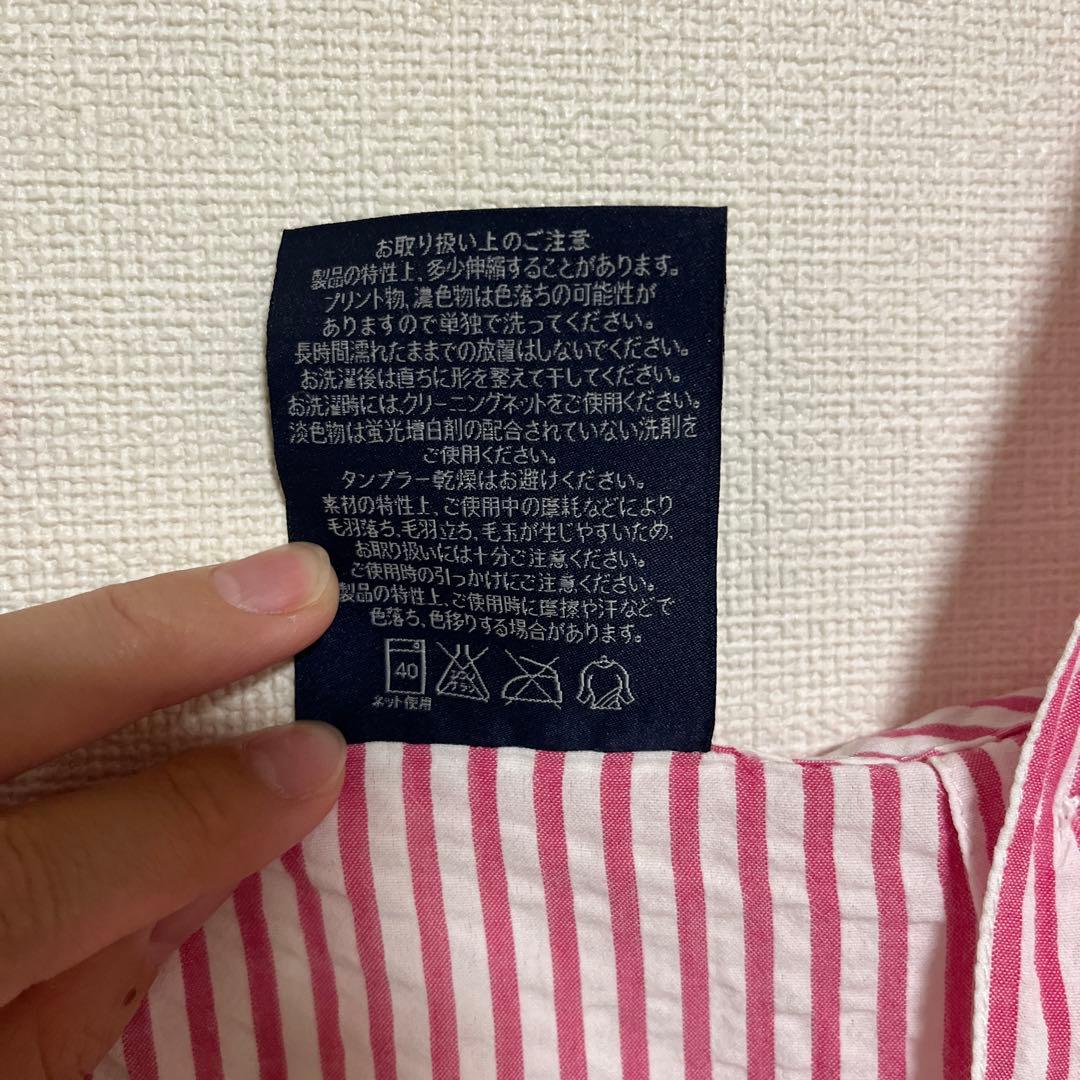 お取り扱い上のご注意
製品の特性上、多少伸縮することがあります。
プリント物、濃色物は色落ちの可能性が
ありますので単独で洗ってください。
長時間濡れたままでの放置はしないでください。
お洗濯後は直ちに形を整えて干してください。
お洗濯時には、クリーニングネットをご使用ください。
淡色物は蛍光増白剤の配合されていない洗剤を
ご使用ください。
タンブラー乾燥はお避けください。
素材の特性上、ご使用中の摩耗などにより
毛羽落ち、毛羽立ち、毛玉が生じやすいため、
お取り扱いには十分ご注意ください。
ご使用時の引っかけにご注意ください。
製品の特性上、ご使用時に摩擦や汗などで
色落ち、色移りする場合があります。
40
エンソ
サラシ
ネット使用